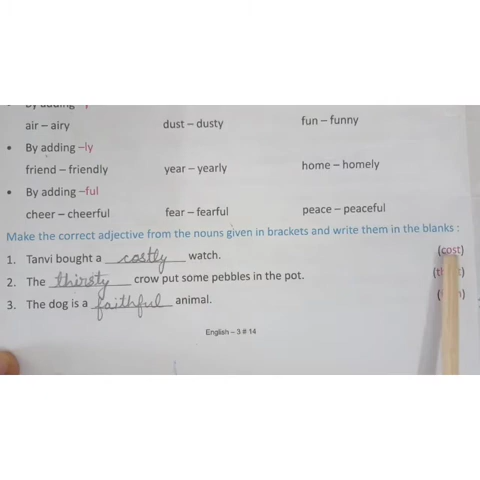 • By adding –y
air – airy dust – dusty fun – funny
• By adding –ly
friend – friendly year – yearly home – homely
• By adding –ful
cheer – cheerful fear – fearful peace – peaceful
Make the correct adjective from the nouns given in brackets and write them in the blanks :
1. Tanvi bought a costly watch. (cost)
2. The thirsty crow put some pebbles in the pot.
3. The dog is a faithful animal.
English – 3 # 14